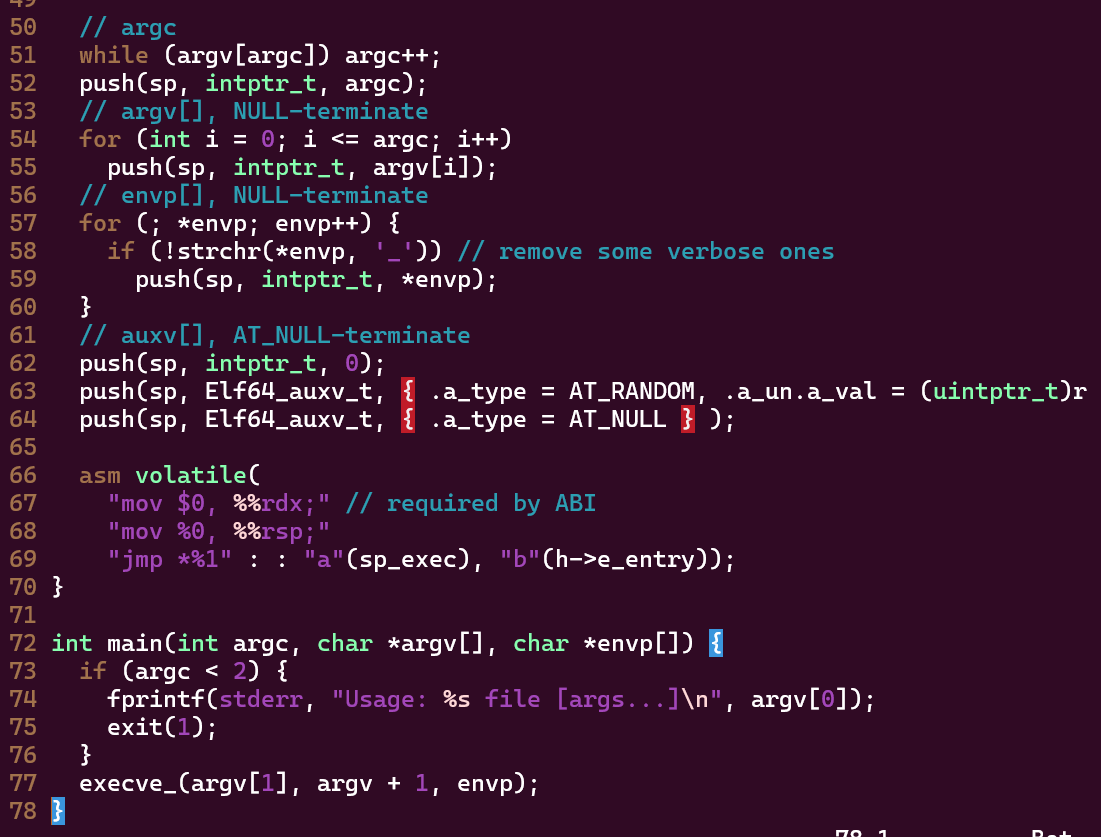 49
50   // argc
51   while (argv[argc]) argc++;
52   push(sp, intptr_t, argc);
53   // argv[], NULL-terminate
54   for (int i = 0; i <= argc; i++)
55     push(sp, intptr_t, argv[i]);
56   // envp[], NULL-terminate
57   for (; *envp; envp++) {
58     if (!strchr(*envp, '_')) // remove some verbose ones
59       push(sp, intptr_t, *envp);
60   }
61   // auxv[], AT_NULL-terminate
62   push(sp, intptr_t, 0);
63   push(sp, Elf64_auxv_t, { .a_type = AT_RANDOM, .a_un.a_val = (uintptr_t)r
64   push(sp, Elf64_auxv_t, { .a_type = AT_NULL } );
65
66   asm volatile(
67     "mov $0, %%rdx;" // required by ABI
68     "mov %0, %%rsp;"
69     "jmp *%1" : : "a"(sp_exec), "b"(h->e_entry));
70 }
71
72 int main(int argc, char *argv[], char *envp[]) {
73   if (argc < 2) {
74     fprintf(stderr, "Usage: %s file [args...]\n", argv[0]);
75     exit(1);
76   }
77   execve_(argv[1], argv + 1, envp);
78 }
78,1 Bot